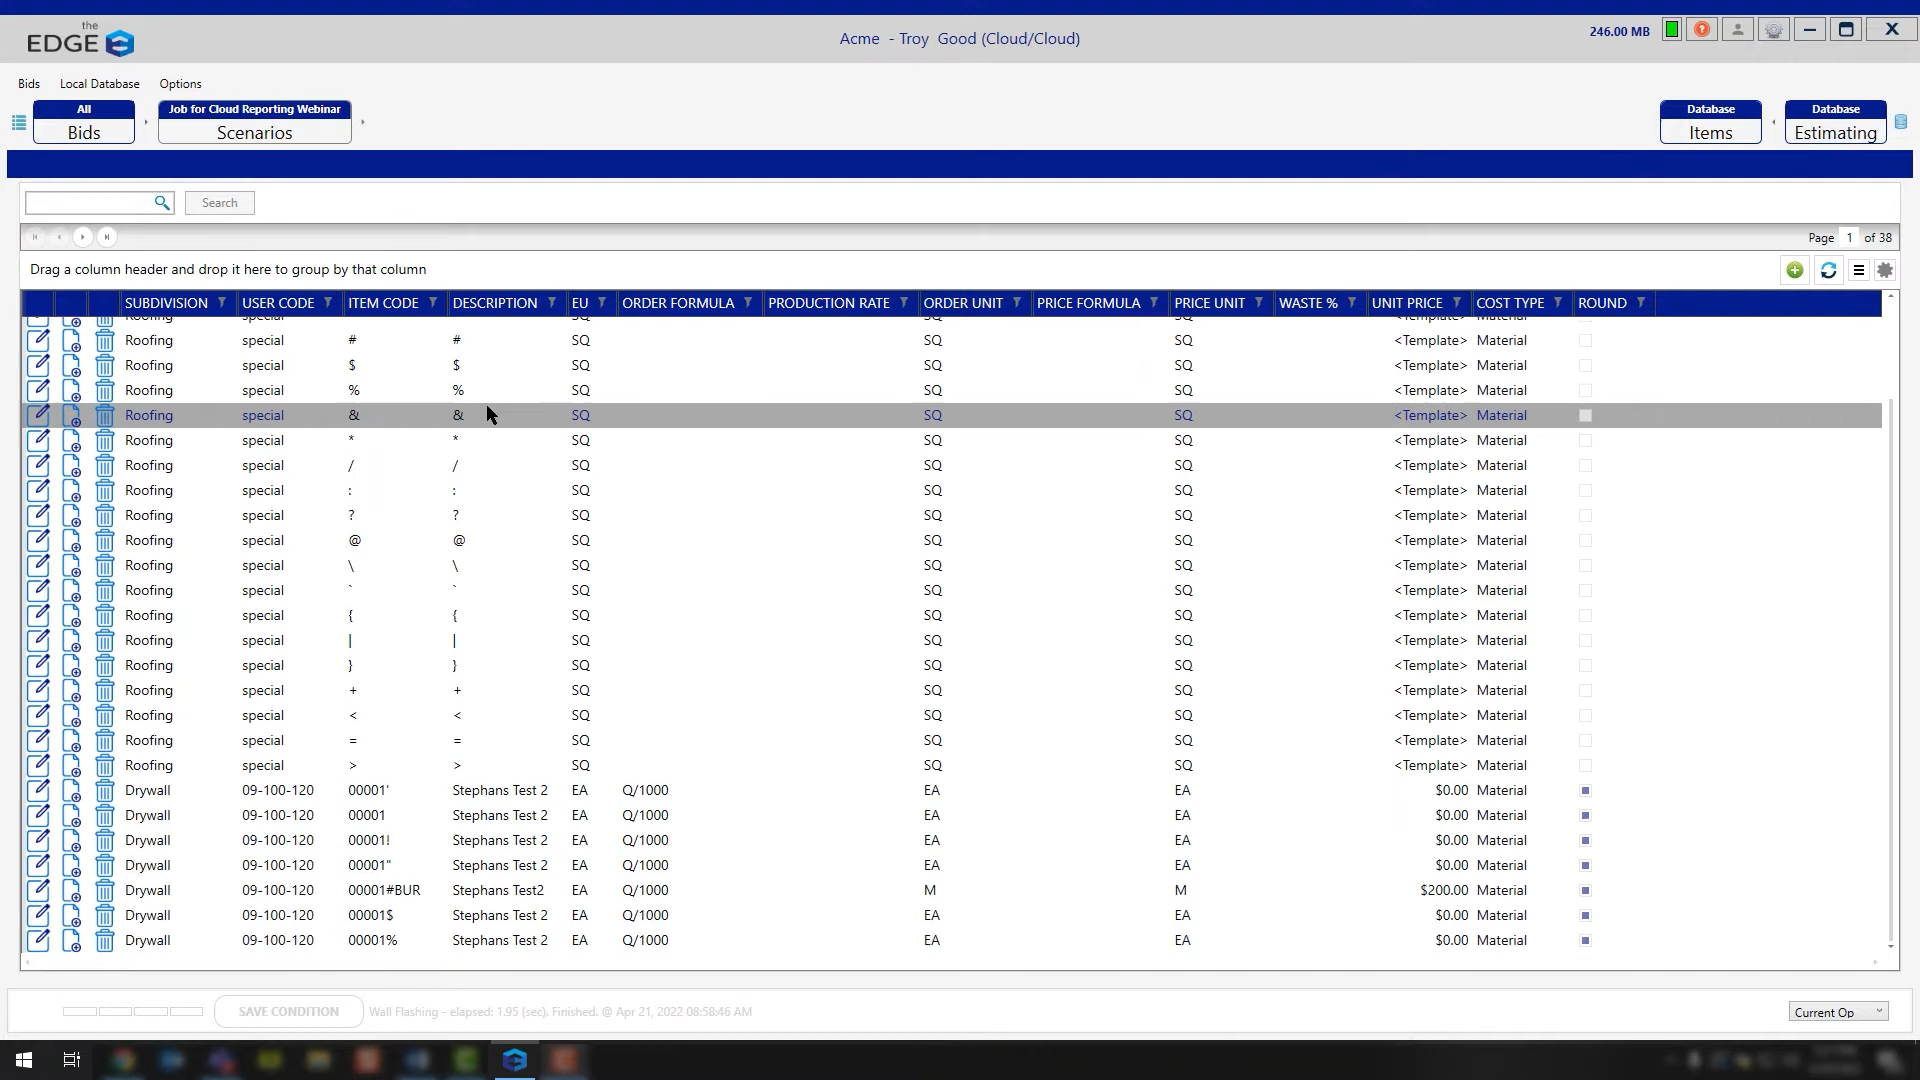 the
EDGE
Acme - Troy Good (Cloud/Cloud)
246.00 MB
Bids Local Database Options
All
Bids
Job for Cloud Reporting Webinar
Scenarios
Database
Items
Database
Estimating
Search
Page 1 of 38
Drag a column header and drop it here to group by that column
SUBDIVISION USER CODE ITEM CODE DESCRIPTION EU ORDER FORMULA PRODUCTION RATE ORDER UNIT PRICE FORMULA PRICE UNIT WASTE % UNIT PRICE COST TYPE ROUND
Roofing special SQ SQ SQ <Template> Material
Roofing special # # SQ SQ SQ <Template> Material
Roofing special $ $ SQ SQ SQ <Template> Material
Roofing special % % SQ SQ SQ <Template> Material
Roofing special & & SQ SQ SQ <Template> Material
Roofing special * * SQ SQ SQ <Template> Material
Roofing special / / SQ SQ SQ <Template> Material
Roofing special : : SQ SQ SQ <Template> Material
Roofing special ? ? SQ SQ SQ <Template> Material
Roofing special @ @ SQ SQ SQ <Template> Material
Roofing special \ \ SQ SQ SQ <Template> Material
Roofing special ` ` SQ SQ SQ <Template> Material
Roofing special { { SQ SQ SQ <Template> Material
Roofing special | | SQ SQ SQ <Template> Material
Roofing special } } SQ SQ SQ <Template> Material
Roofing special + + SQ SQ SQ <Template> Material
Roofing special < < SQ SQ SQ <Template> Material
Roofing special = = SQ SQ SQ <Template> Material
Roofing special > > SQ SQ SQ <Template> Material
Drywall 09-100-120 00001' Stephans Test 2 EA Q/1000 EA EA $0.00 Material
Drywall 09-100-120 00001 Stephans Test 2 EA Q/1000 EA EA $0.00 Material
Drywall 09-100-120 00001! Stephans Test 2 EA Q/1000 EA EA $0.00 Material
Drywall 09-100-120 00001" Stephans Test 2 EA Q/1000 EA EA $0.00 Material
Drywall 09-100-120 00001#BUR Stephans Test2 EA Q/1000 M M $200.00 Material
Drywall 09-100-120 00001$ Stephans Test 2 EA Q/1000 EA EA $0.00 Material
Drywall 09-100-120 00001% Stephans Test 2 EA Q/1000 EA EA $0.00 Material
SAVE CONDITION
Wall Flashing - elapsed: 1.95 (sec). Finished. @ Apr 21, 2022 08:58:46 AM
Current Op